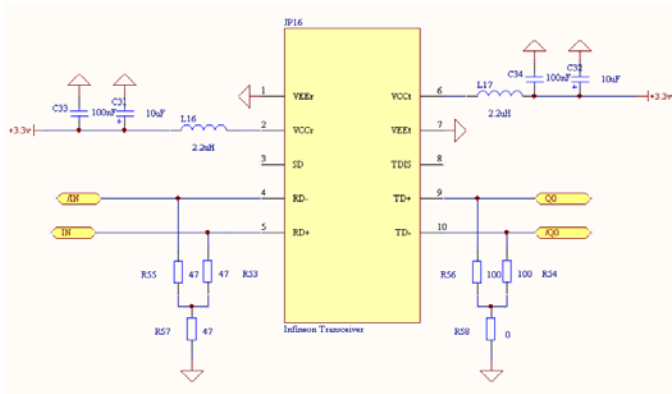 JP16
C33
100nF
C31
10uF
+3.3v
L16
2.2uH
1
VEEr
2
VCCr
3
SD
4
RD-
5
RD+
/IN
IN
R55
47
47
R53
R57
47
VCCt
6
VEEt
7
TDIS
8
TD+
9
TD-
10
L17
2.2uH
C34
100nF
C32
10uF
+3.3v
Q0
/Q0
R56
100
100
R54
R58
0
Infineon Transceiver